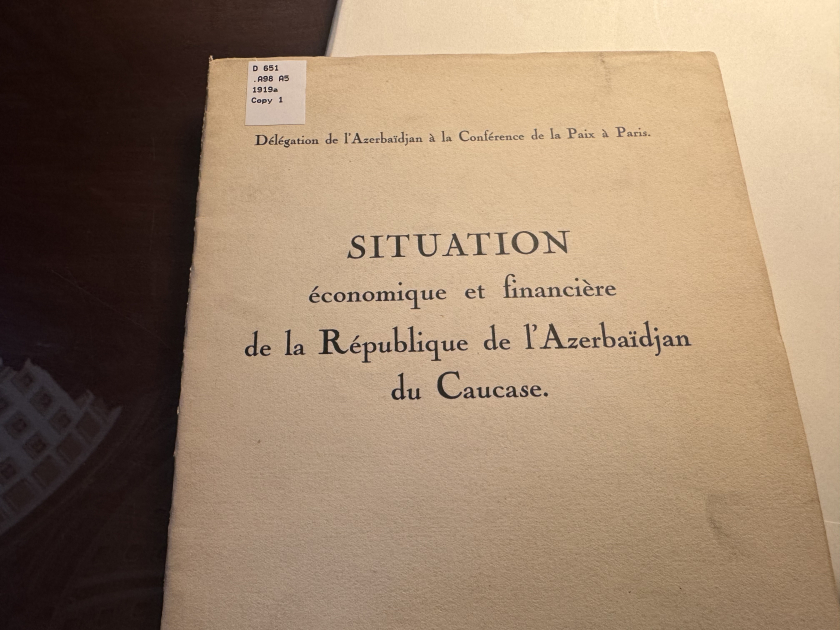 D 651
.A98 A5
1919a
Copy 1
Délégation de l'Azerbaïdjan à la Conférence de la Paix à Paris.
SITUATION
économique et financière
de la République de l'Azerbaïdjan
du Caucase.